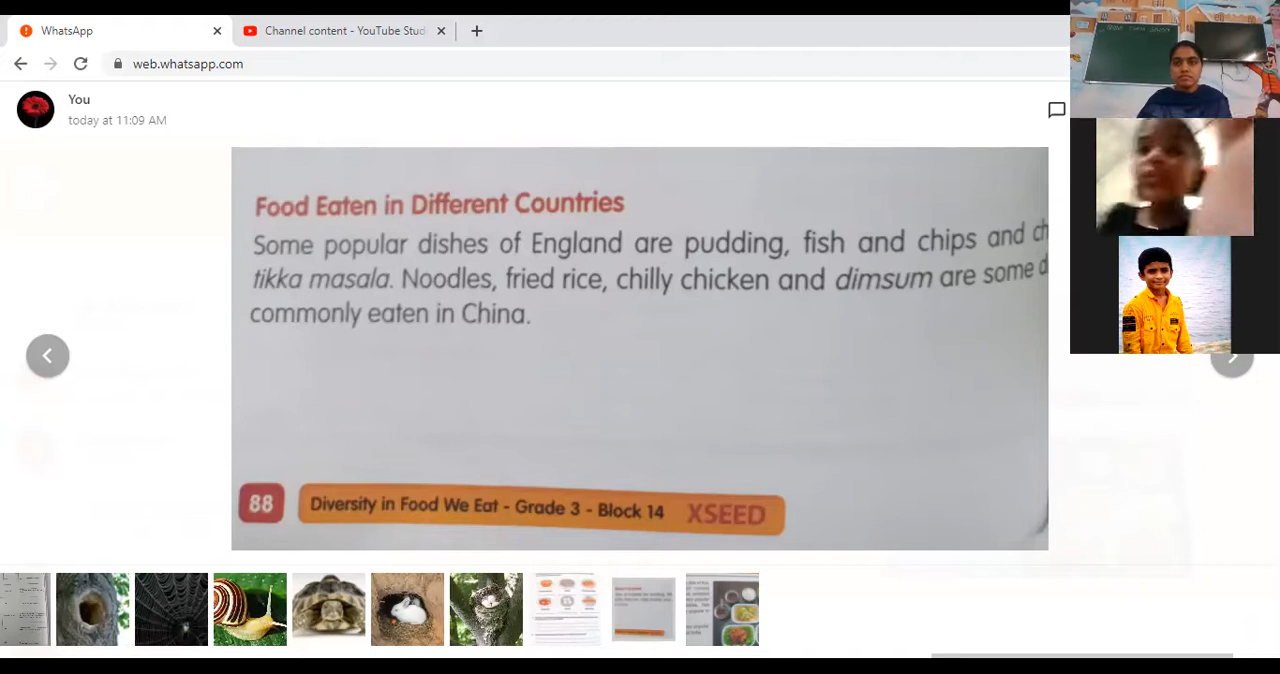 WhatsApp
Channel content - YouTube Stud
web.whatsapp.com
You
today at 11:09 AM
Food Eaten in Different Countries
Some popular dishes of England are pudding, fish and chips and ch
tikka masala. Noodles, fried rice, chilly chicken and dimsum are some d
commonly eaten in China.
88 Diversity in Food We Eat - Grade 3 - Block 14 XSEED